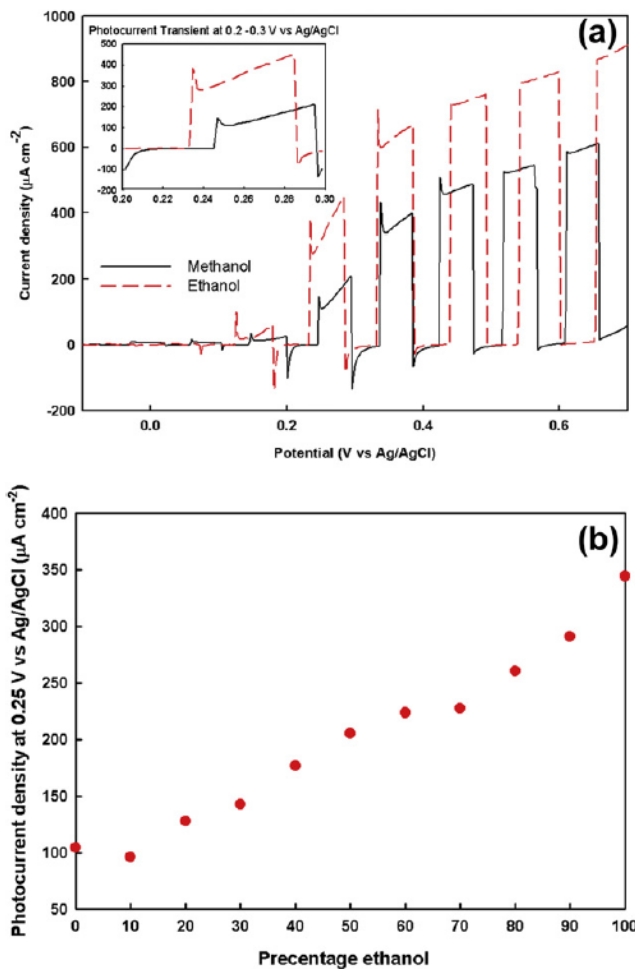 (a)
Photocurrent Transient at 0.2 -0.3 V vs Ag/AgCl
500
400
300
200
100
0
-100
-200
0.20 0.22 0.24 0.26 0.28 0.30
Methanol
Ethanol
1000
800
600
400
200
0
-200
Current density (µA cm-2)
0.0 0.2 0.4 0.6
Potential (V vs Ag/AgCl)
(b)
400
350
300
250
200
150
100
50
Photocurrent density at 0.25 V vs Ag/AgCl (µA cm-2)
0 10 20 30 40 50 60 70 80 90 100
Precentage ethanol